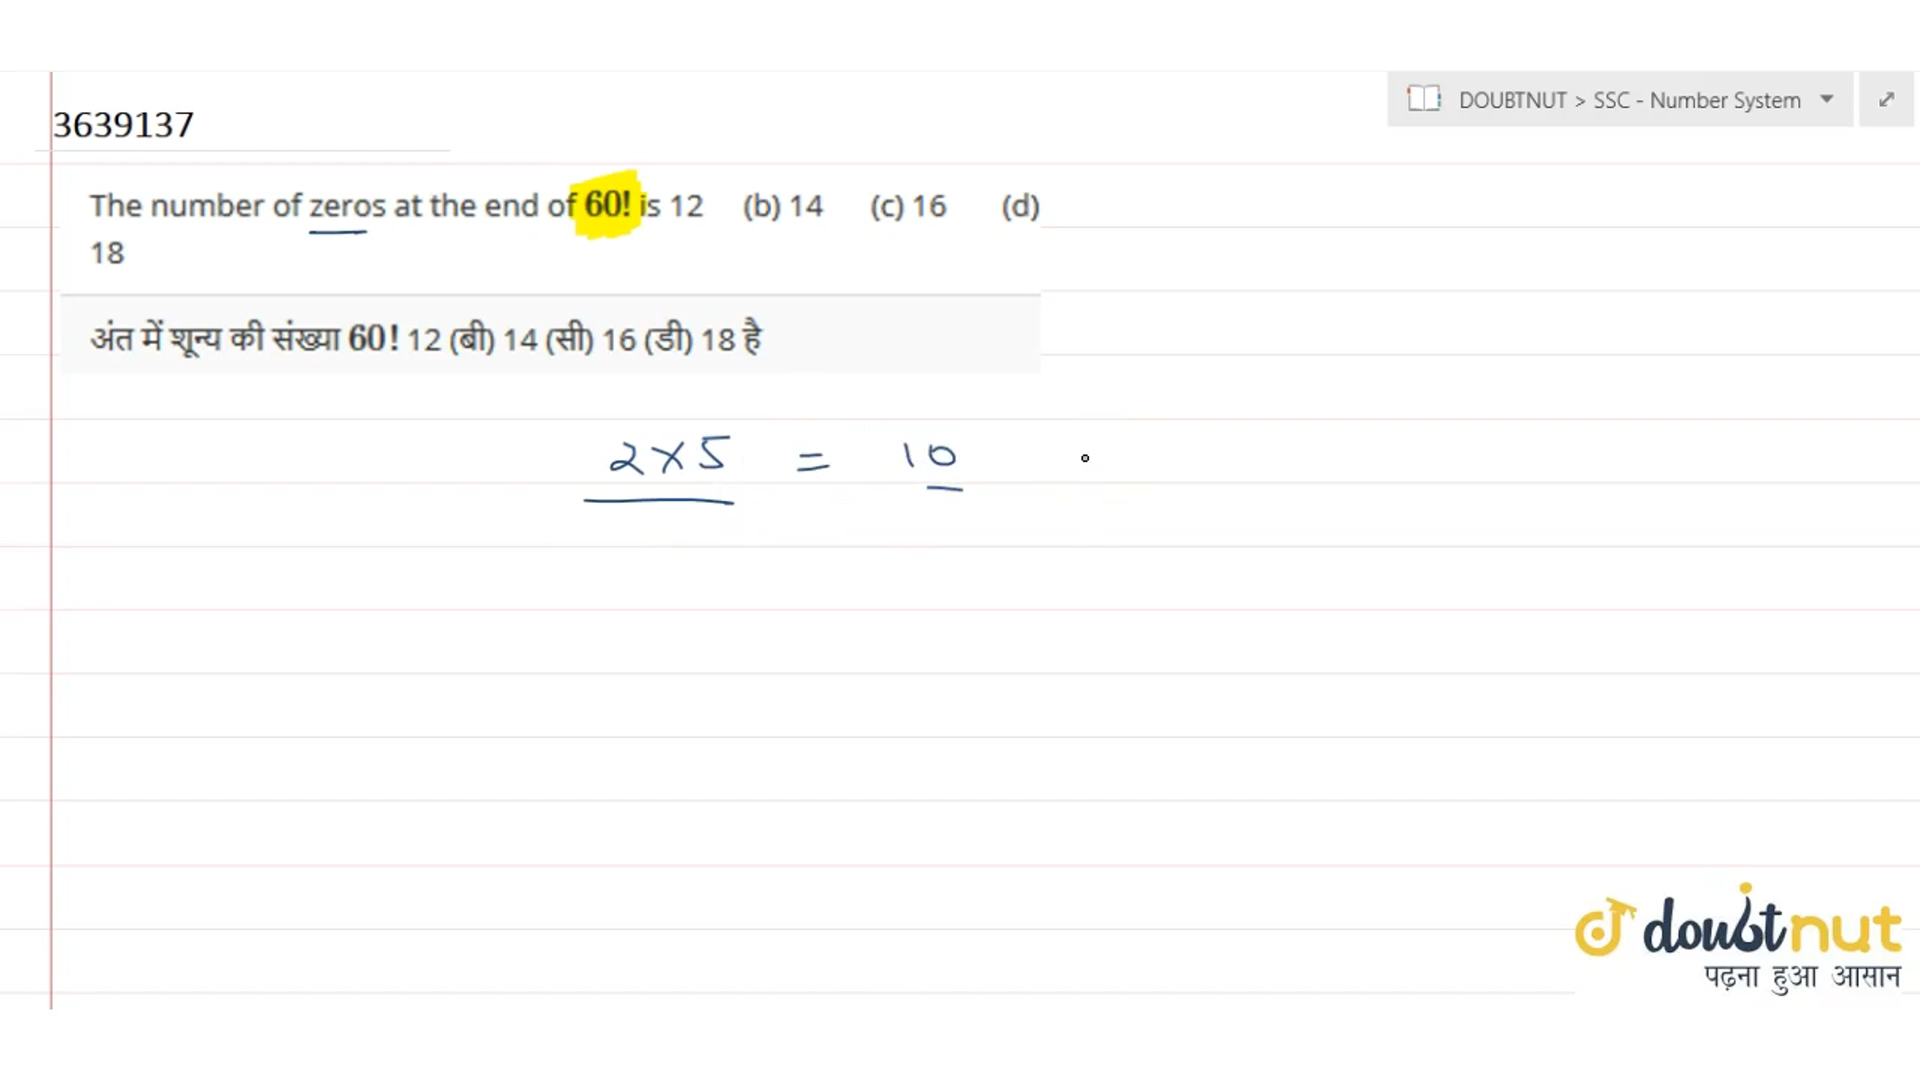 DOUBTNUT > SSC - Number System
3639137
The number of zeros at the end of 60! is 12 (b) 14 (c) 16 (d)
18
अंत में शून्य की संख्या 60! 12 (बी) 14 (सी) 16 (डी) 18 है
2 × 5 = 10
doubtnut
पढ़ना हुआ आसान